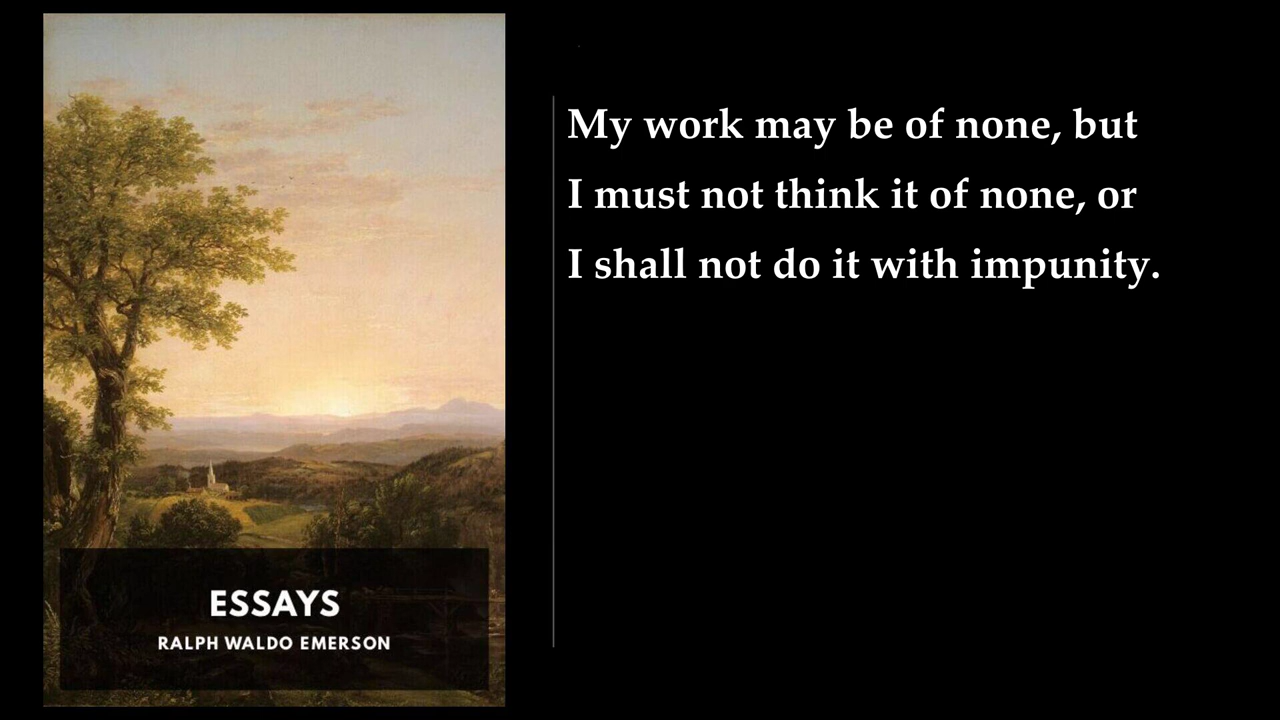 My work may be of none, but
I must not think it of none, or
I shall not do it with impunity.
ESSAYS
RALPH WALDO EMERSON